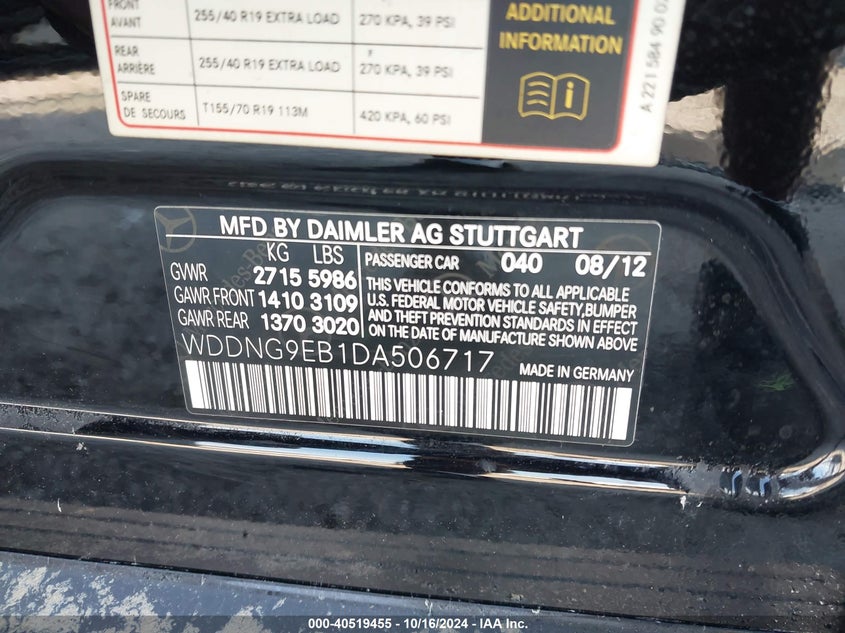 FRONT
AVANT 255/40 R19 EXTRA LOAD 270 KPA, 39 PSI
REAR
ARRIÈRE 255/40 R19 EXTRA LOAD 270 KPA, 39 PSI
SPARE
DE SECOURS T155/70 R19 113M 420 KPA, 60 PSI
ADDITIONAL
INFORMATION
A 221 584 90 02
MFD BY DAIMLER AG STUTTGART
KG LBS
GVWR 2715 5986
GAWR FRONT 1410 3109
GAWR REAR 1370 3020
PASSENGER CAR 040 08/12
THIS VEHICLE CONFORMS TO ALL APPLICABLE
U.S. FEDERAL MOTOR VEHICLE SAFETY, BUMPER
AND THEFT PREVENTION STANDARDS IN EFFECT
ON THE DATE OF MANUFACTURE SHOWN ABOVE
WDDNG9EB1DA506717 MADE IN GERMANY
000-40519455 - 10/16/2024 - IAA Inc.